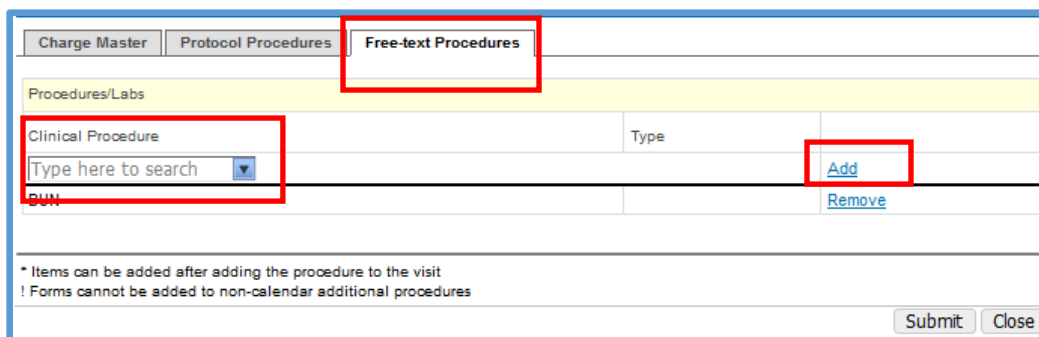 Charge Master Protocol Procedures Free-text Procedures
Procedures/Labs
Clinical Procedure Type
Type here to search Add
BUN Remove
* Items can be added after adding the procedure to the visit
! Forms cannot be added to non-calendar additional procedures
Submit Close